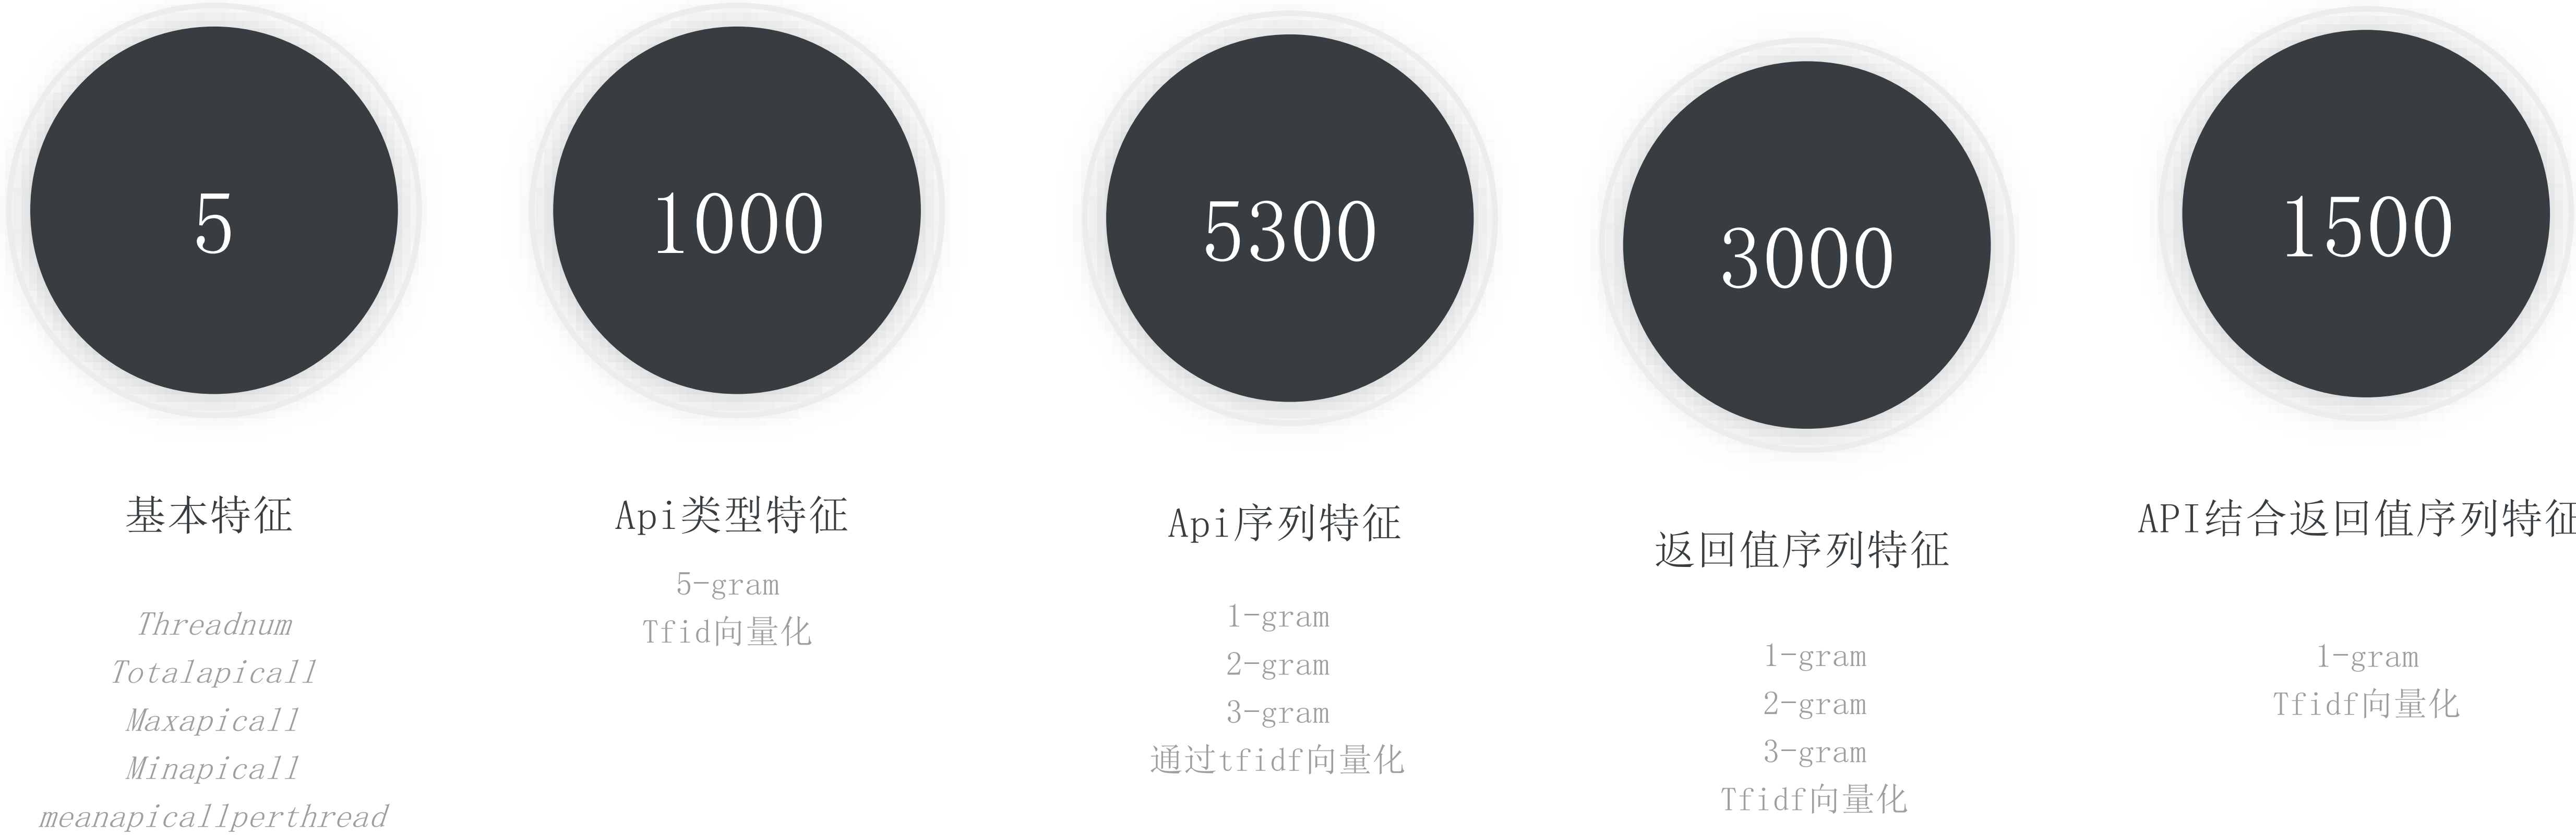 5
基本特征
Threadnum
Totalapicall
Maxapicall
Minapicall
meanapicallperthread
1000
Api类型特征
5-gram
Tfid向量化
5300
Api序列特征
1-gram
2-gram
3-gram
通过tfidf向量化
3000
返回值序列特征
1-gram
2-gram
3-gram
Tfidf向量化
1500
API结合返回值序列特征
1-gram
Tfidf向量化